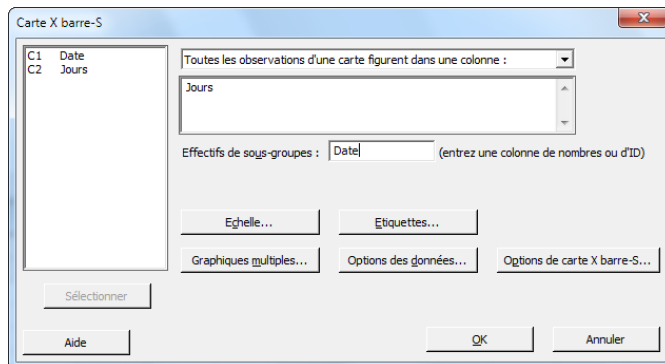 Carte X barre-S
C1 Date
C2 Jours
Toutes les observations d'une carte figurent dans une colonne :
Jours
Effectifs de sous-groupes : Date (entrez une colonne de nombres ou d'ID)
Echelle... Etiquettes...
Graphiques multiples... Options des données... Options de carte X barre-S...
Sélectionner
Aide OK Annuler